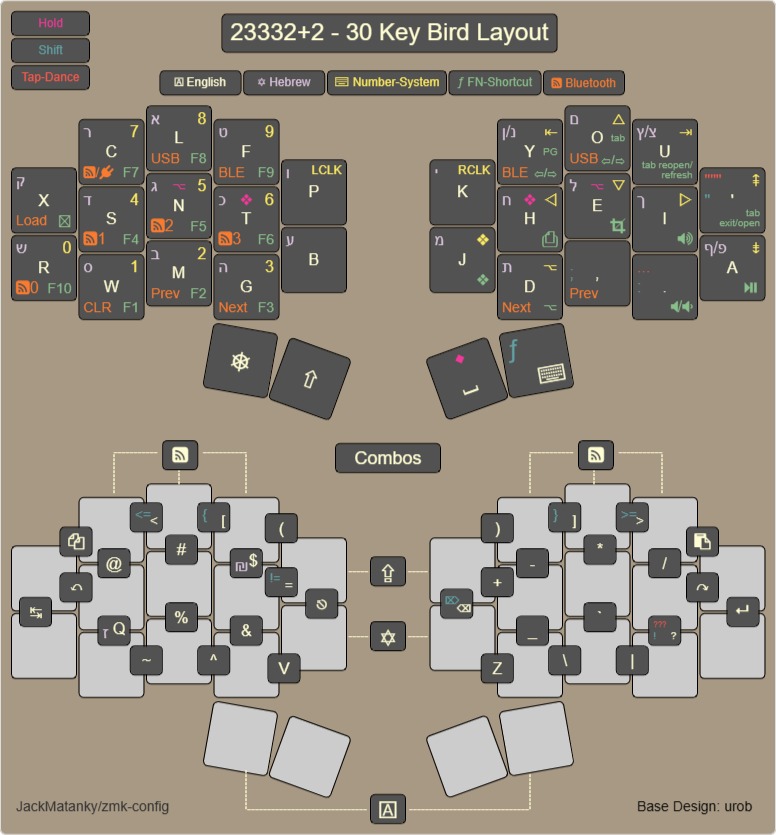 Hold
Shift
Tap-Dance
23332+2 - 30 Key Bird Layout
A English
✡ Hebrew
Number-System
ƒ FN-Shortcut
Bluetooth
ק
X
Load
ר 7
C
F7
א 8
L
USB F8
ט 9
F
BLE F9
ו LCLK
P
ד 4
S
1 F4
ג ⌥ 5
N
2 F5
כ ❖ 6
T
3 F6
ש 0
R
0 F10
ס 1
W
CLR F1
ב 2
M
Prev F2
ה 3
G
Next F3
ע
B
י RCLK
K
נ/ן ⇤
Y PG
BLE ⇦/⇨
ם △
O tab
USB ⇦/⇨
צ/ץ ⇥
U
tab reopen/
refresh
""""
" '
tab
exit/open
ח ❖ ◁
H
ל ⌥ ▽
E
ך ▷
I
מ ❖
J
❖
ת ⌥
D
Next ⌥
; ,
Prev
...
: .
פ/ף
A
ƒ
Combos
<= <
{ [
(
#
@
₪ $
!= =
ז Q
%
&
~
^
V
)
} ]
>= >
-
*
/
+
_
`
???
! ?
Z
\
|
A
JackMatanky/zmk-config
Base Design: urob